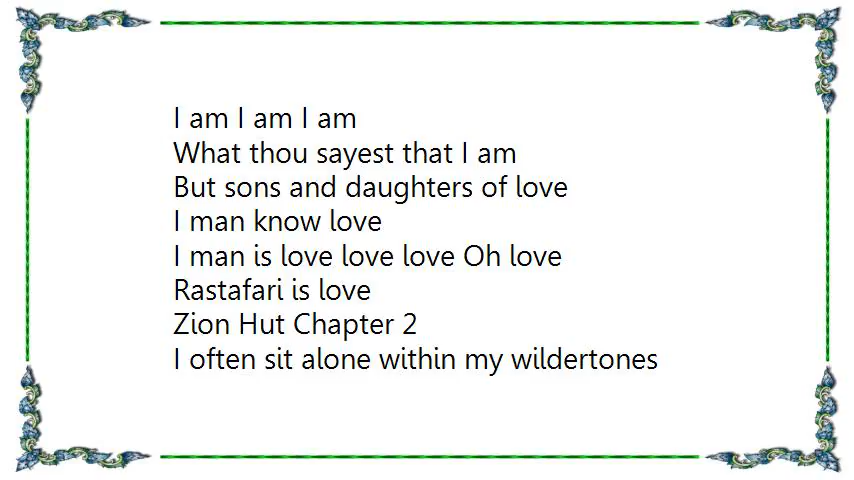 I am I am I am
What thou sayest that I am
But sons and daughters of love
I man know love
I man is love love love Oh love
Rastafari is love
Zion Hut Chapter 2
I often sit alone within my wildertones